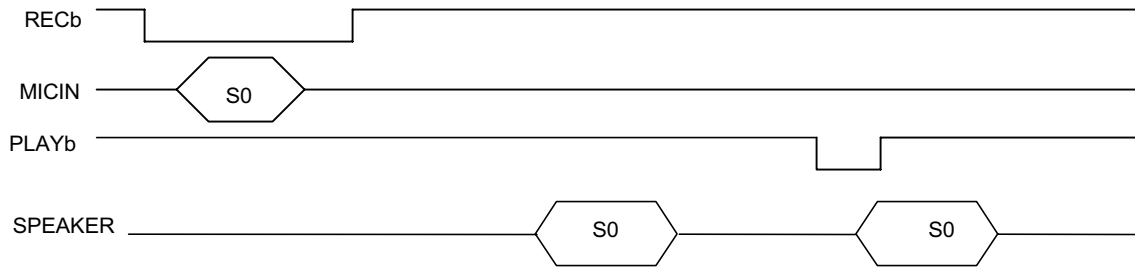 RECb
MICIN
S0
PLAYb
SPEAKER
S0
S0